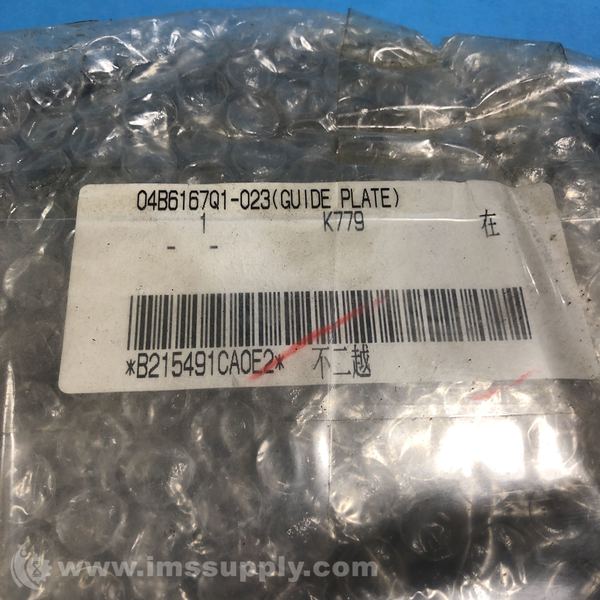 04B6167Q1-023(GUIDE PLATE)
1 K779 在
- -
*B215491CA0E2* 不二越
www.imssupply.com